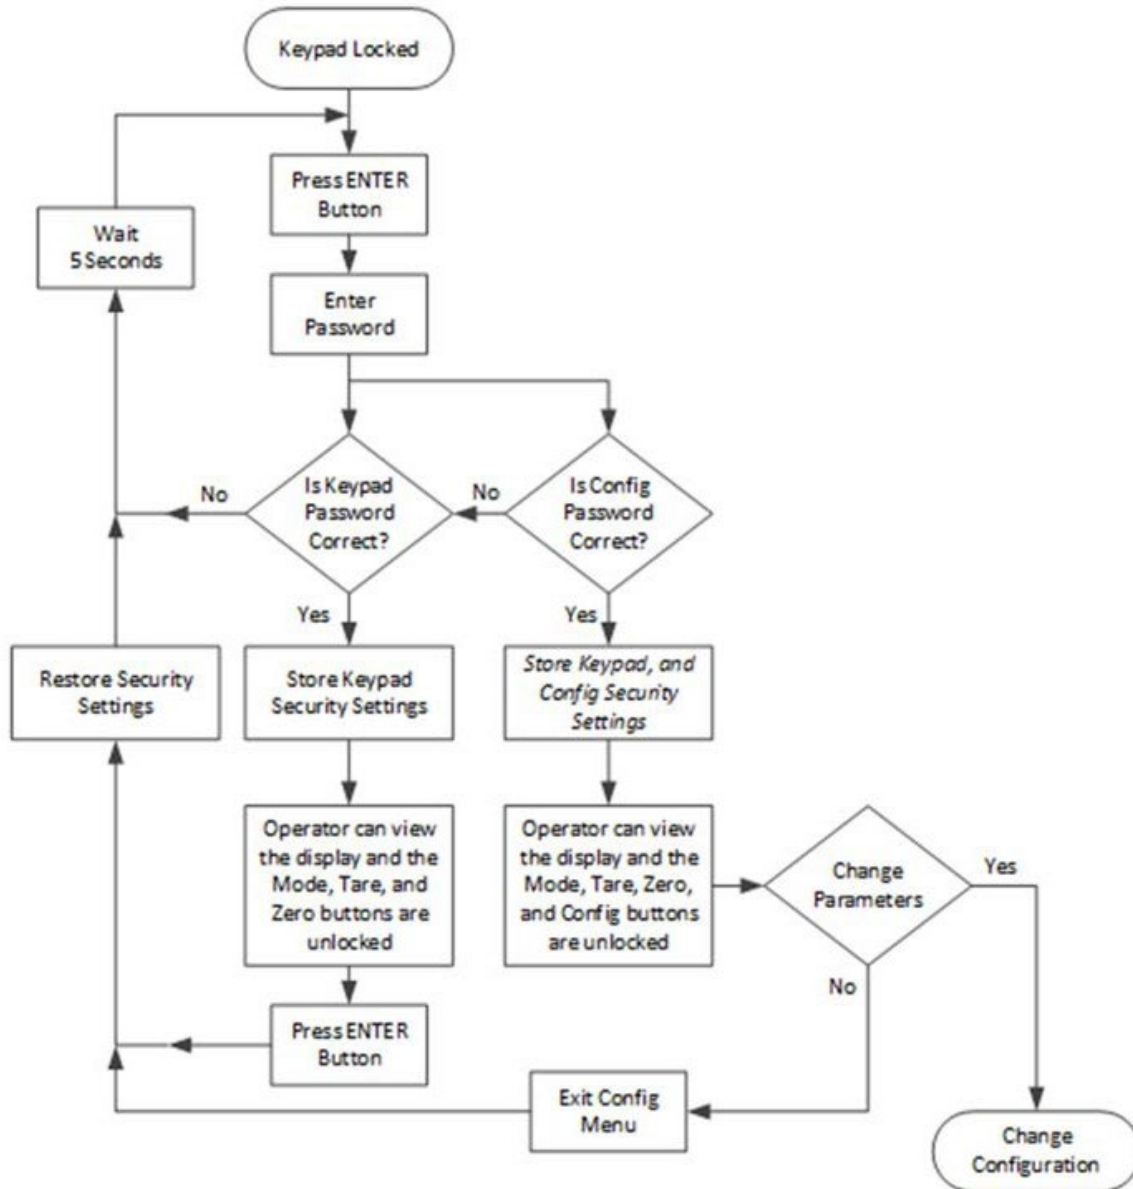 Keypad Locked
Press ENTER
Button
Wait
5 Seconds
Enter
Password
No
Is Keypad
Password
Correct?
No
Is Config
Password
Correct?
Yes
Yes
Restore Security
Settings
Store Keypad
Security Settings
Store Keypad, and
Config Security
Settings
Operator can view
the display and the
Mode, Tare, and
Zero buttons are
unlocked
Operator can view
the display and the
Mode, Tare, Zero,
and Config buttons
are unlocked
Change
Parameters
Yes
No
Press ENTER
Button
Exit Config
Menu
Change
Configuration